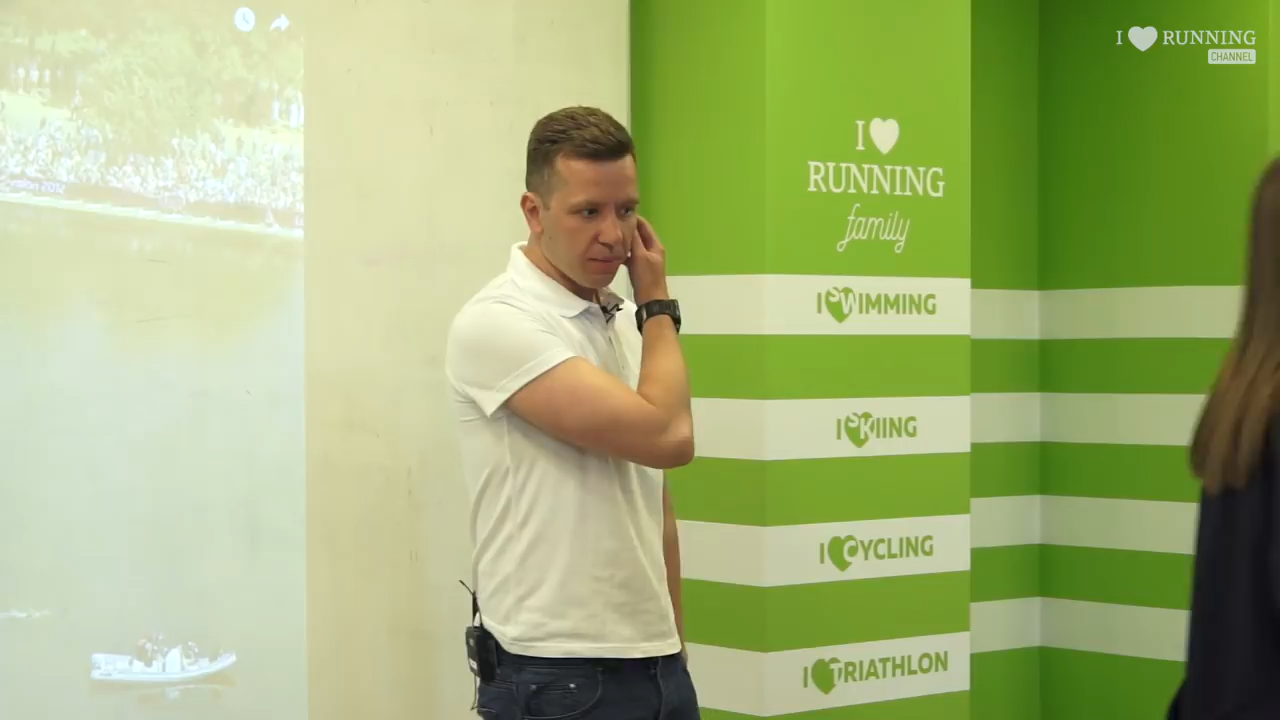 I RUNNING
CHANNEL
I
RUNNING
family
I SWIMMING
I SKIING
I CYCLING
I TRIATHLON